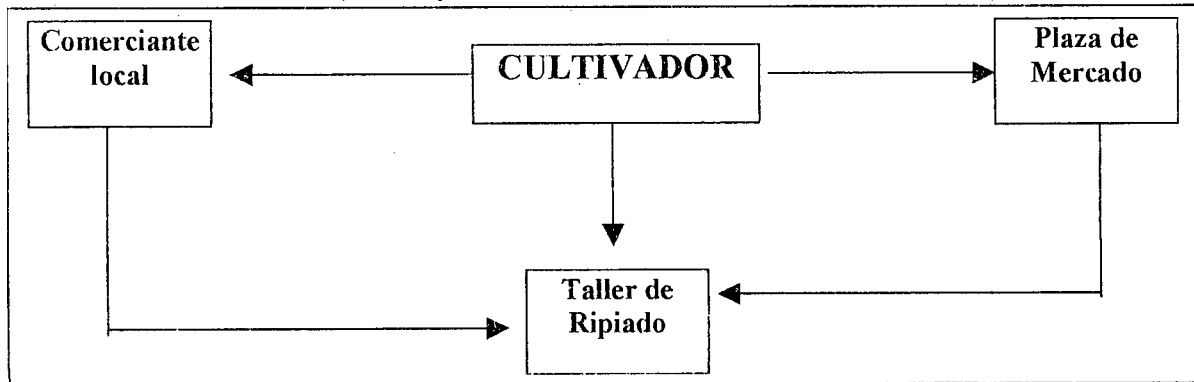 Comerciante
local
CULTIVADOR
Plaza de
Mercado
Taller de
Ripiado